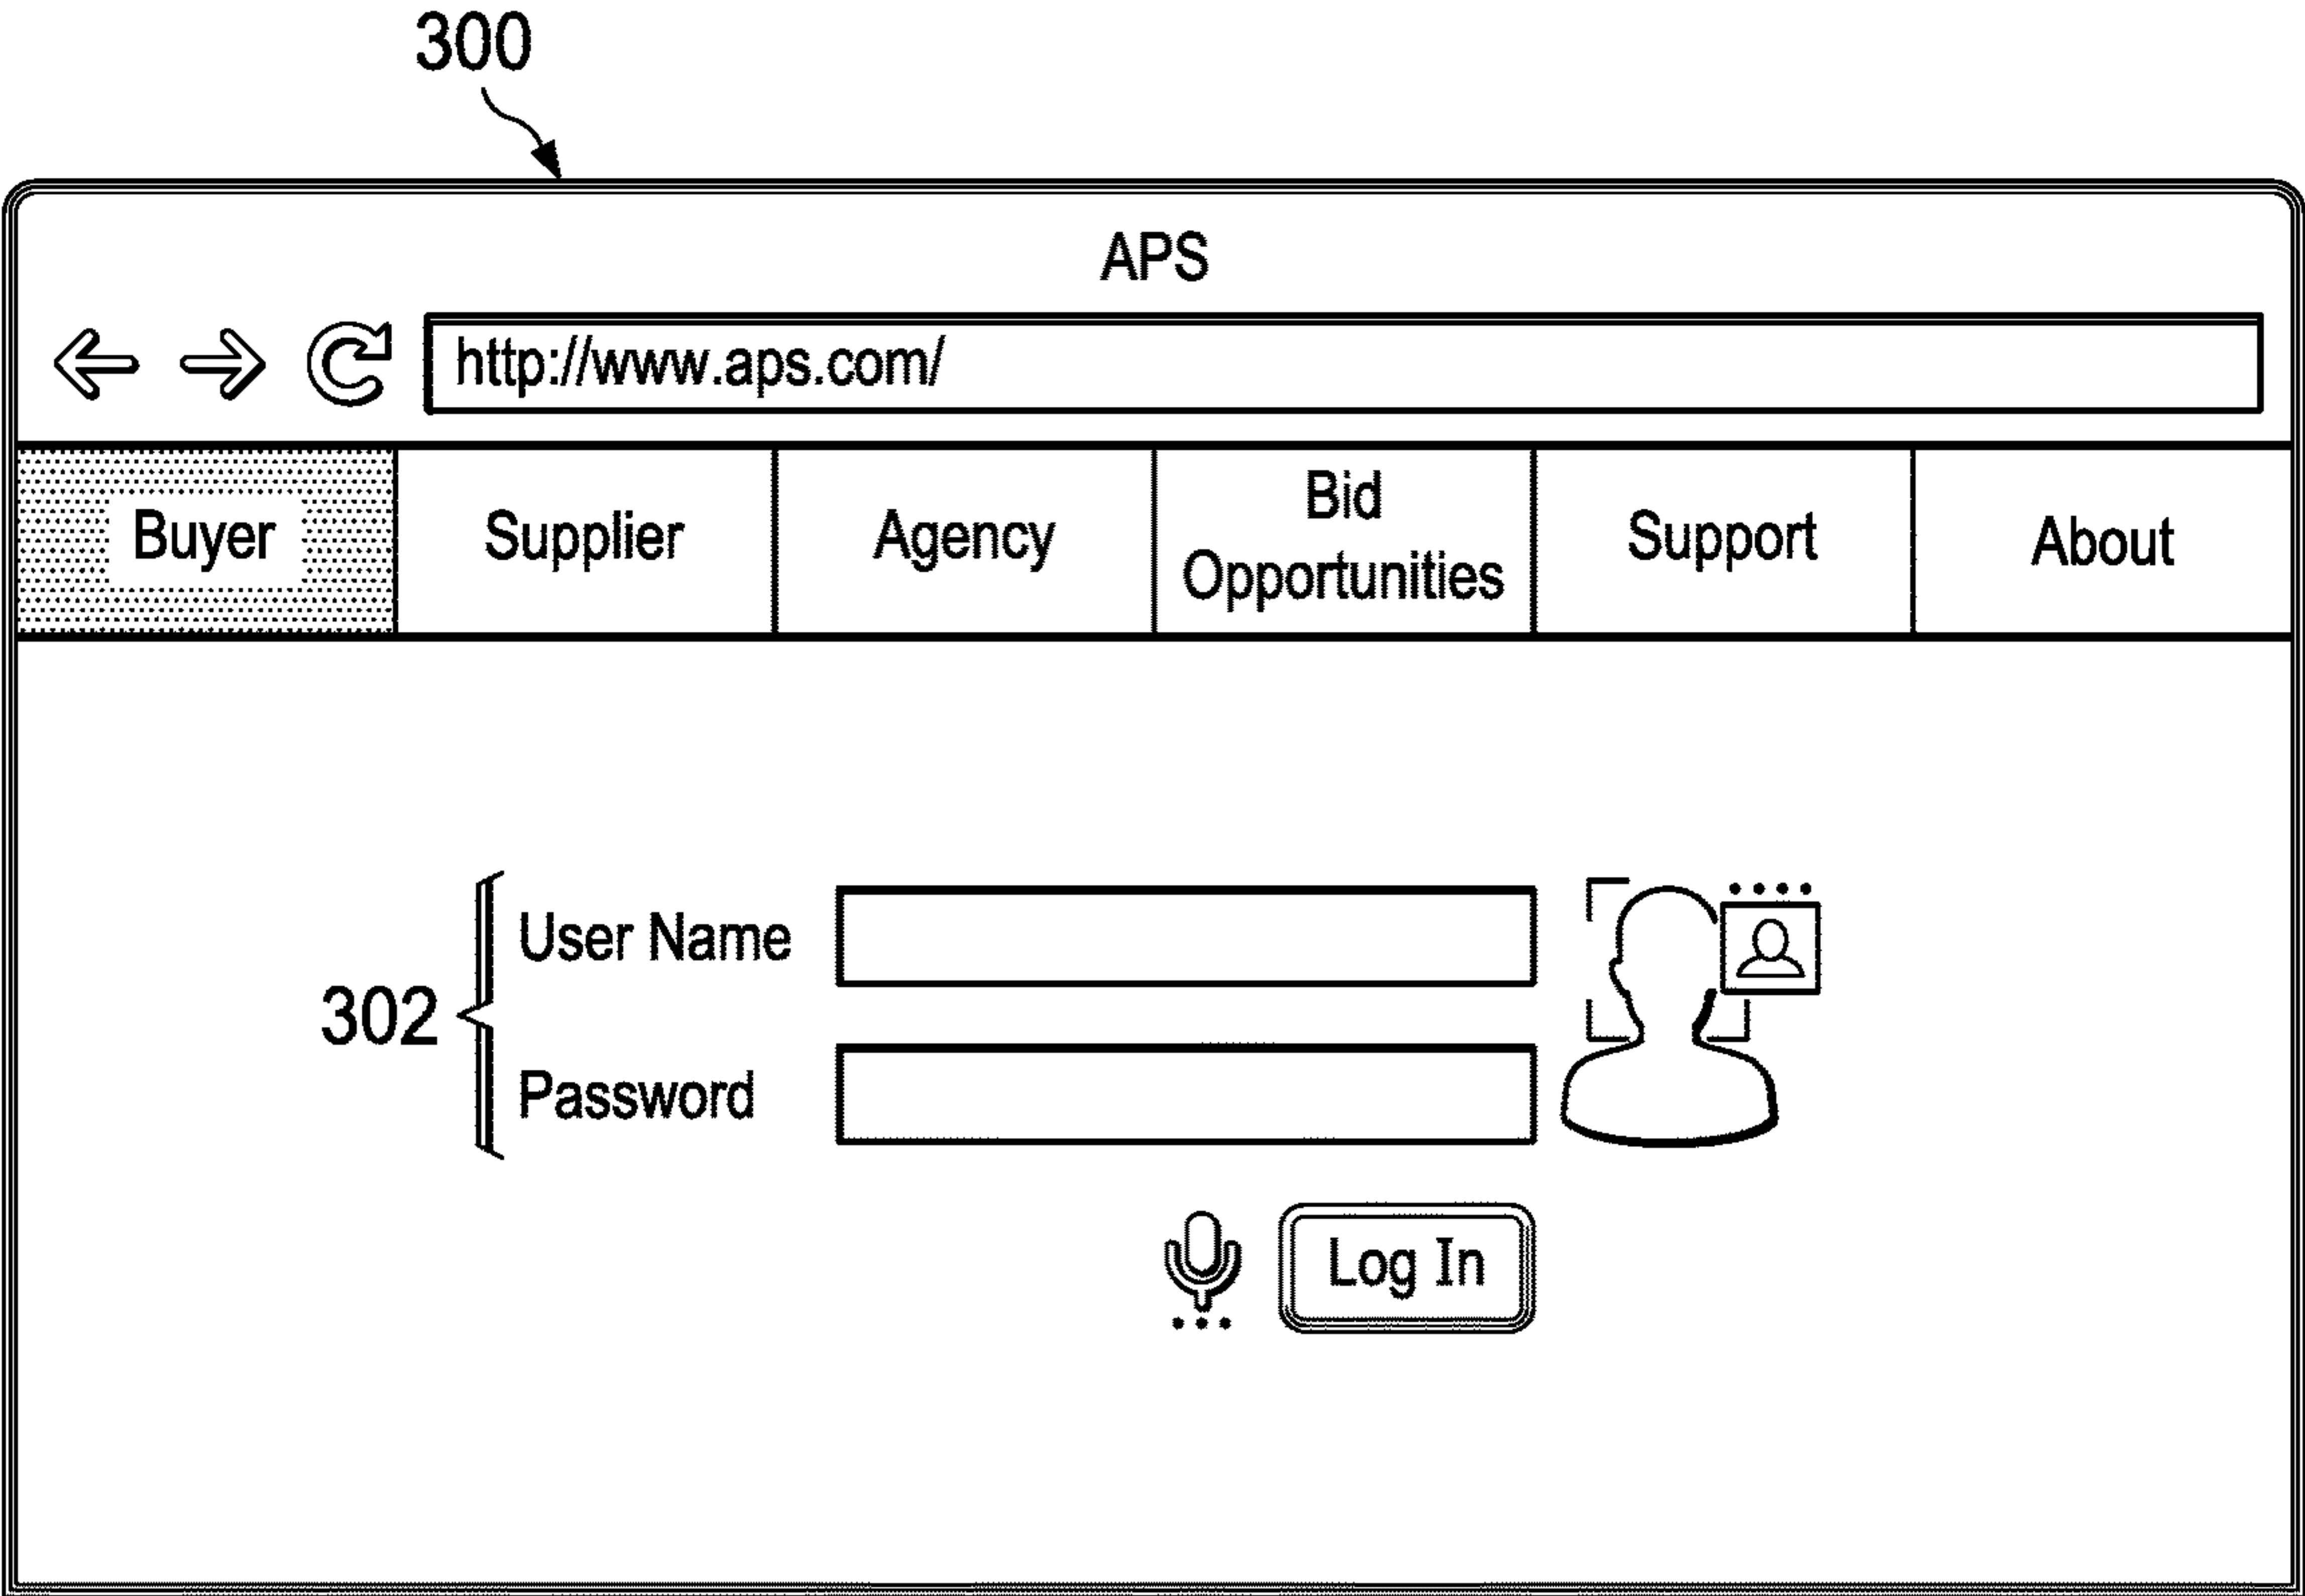 300
APS
http://www.aps.com/
Buyer
Supplier
Agency
Bid
Opportunities
Support
About
302
User Name
Password
Log In